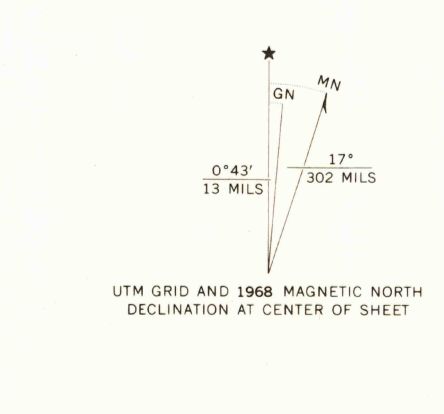 ★
MN
GN
0°43'
13 MILS
17°
302 MILS
UTM GRID AND 1968 MAGNETIC NORTH
DECLINATION AT CENTER OF SHEET